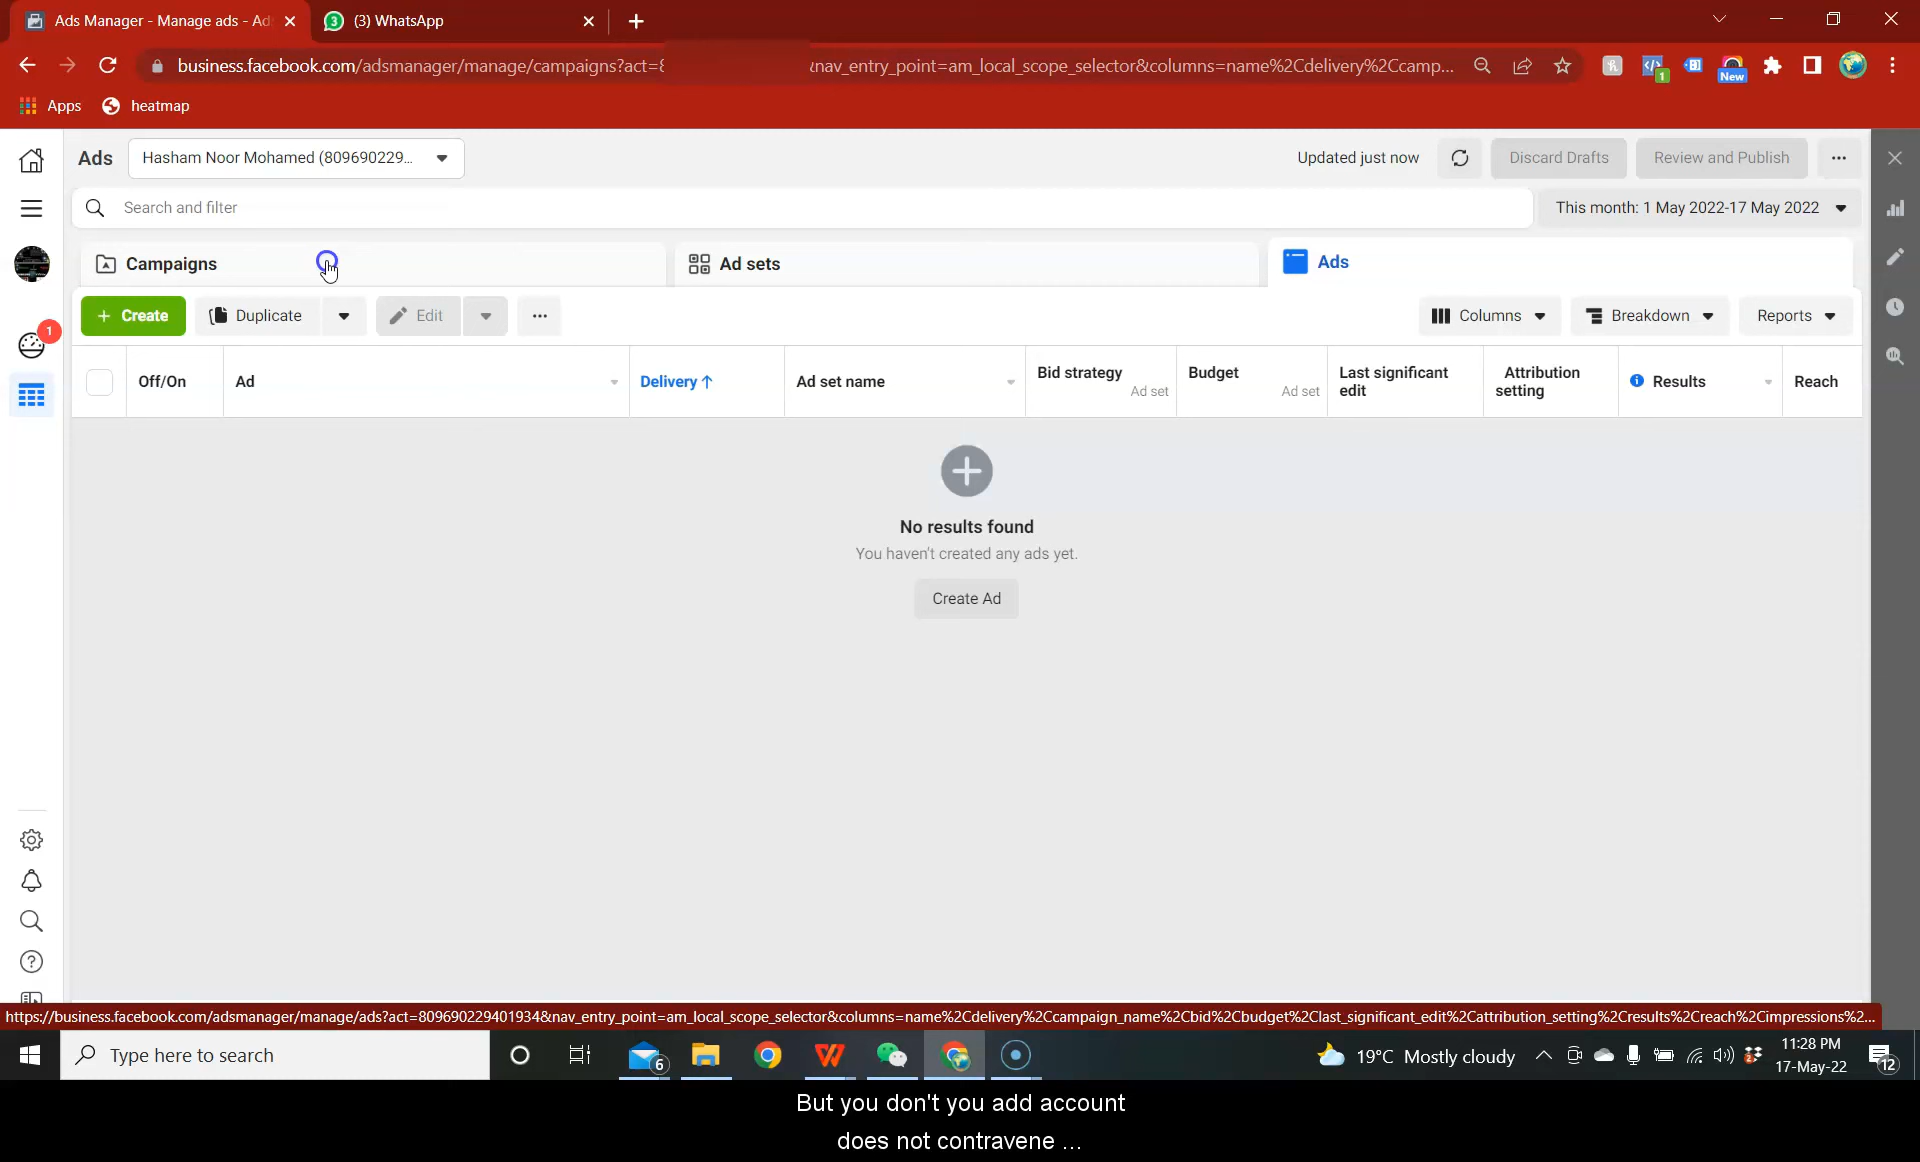 Ads Manager - Manage ads - Ad
(3) WhatsApp
business.facebook.com/adsmanager/manage/campaigns?act=8
&nav_entry_point=am_local_scope_selector&columns=name%2Cdelivery%2Ccamp...
1
New
Apps
heatmap
Ads
Hasham Noor Mohamed (809690229...
Updated just now
Discard Drafts
Review and Publish
Search and filter
This month: 1 May 2022-17 May 2022
Campaigns
Ad sets
Ads
+ Create
Duplicate
Edit
Columns
Breakdown
Reports
1
Off/On
Ad
Delivery ↑
Ad set name
Bid strategy
Ad set
Budget
Ad set
Last significant
edit
Attribution
setting
Results
Reach
No results found
You haven't created any ads yet.
Create Ad
https://business.facebook.com/adsmanager/manage/ads?act=809690229401934&nav_entry_point=am_local_scope_selector&columns=name%2Cdelivery%2Ccampaign_name%2Cbid%2Cbudget%2Clast_significant_edit%2Cattribution_setting%2Cresults%2Creach%2Cimpressions%2...
Type here to search
6
19°C Mostly cloudy
11:28 PM
17-May-22
12
But you don't you add account
does not contravene ...